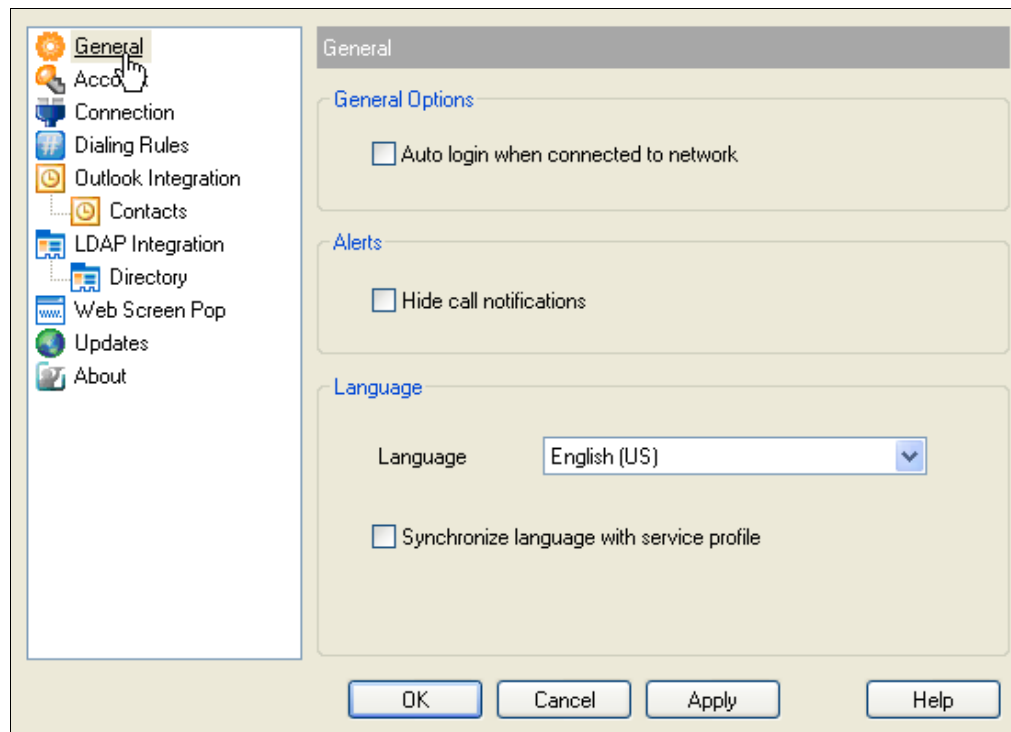 General
Account
Connection
Dialing Rules
Outlook Integration
Contacts
LDAP Integration
Directory
Web Screen Pop
Updates
About
General
General Options
Auto login when connected to network
Alerts
Hide call notifications
Language
Language English (US)
Synchronize language with service profile
OK Cancel Apply Help